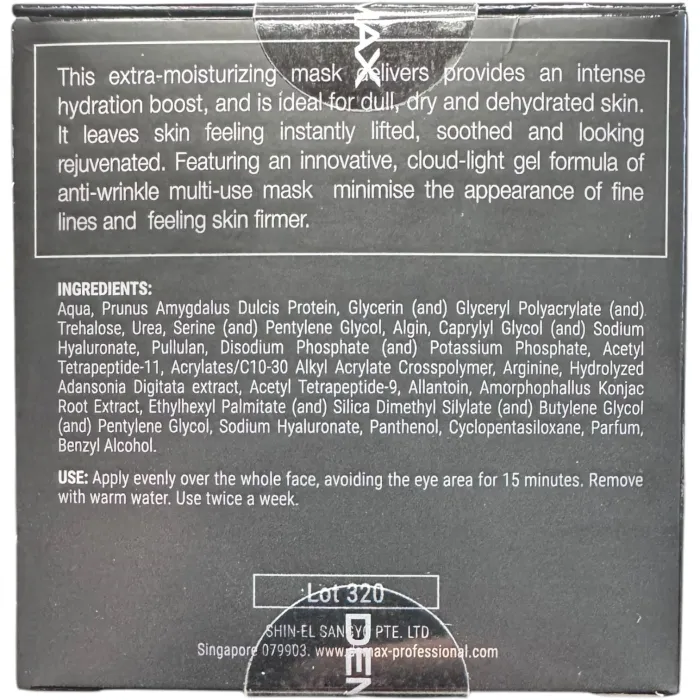 MAX
This extra-moisturizing mask delivers provides an intense
hydration boost, and is ideal for dull, dry and dehydrated skin.
It leaves skin feeling instantly lifted, soothed and looking
rejuvenated. Featuring an innovative, cloud-light gel formula of
anti-wrinkle multi-use mask minimise the appearance of fine
lines and feeling skin firmer.
INGREDIENTS:
Aqua, Prunus Amygdalus Dulcis Protein, Glycerin (and) Glyceryl Polyacrylate (and)
Trehalose, Urea, Serine (and) Pentylene Glycol, Algin, Caprylyl Glycol (and) Sodium
Hyaluronate, Pullulan, Disodium Phosphate (and) Potassium Phosphate, Acetyl
Tetrapeptide-11, Acrylates/C10-30 Alkyl Acrylate Crosspolymer, Arginine, Hydrolyzed
Adansonia Digitata extract, Acetyl Tetrapeptide-9, Allantoin, Amorphophallus Konjac
Root Extract, Ethylhexyl Palmitate (and) Silica Dimethyl Silylate (and) Butylene Glycol
(and) Pentylene Glycol, Sodium Hyaluronate, Panthenol, Cyclopentasiloxane, Parfum,
Benzyl Alcohol.
USE: Apply evenly over the whole face, avoiding the eye area for 15 minutes. Remove
with warm water. Use twice a week.
Lot 320
SHIN-EL PTE. LTD
Singapore 079903.
DEN